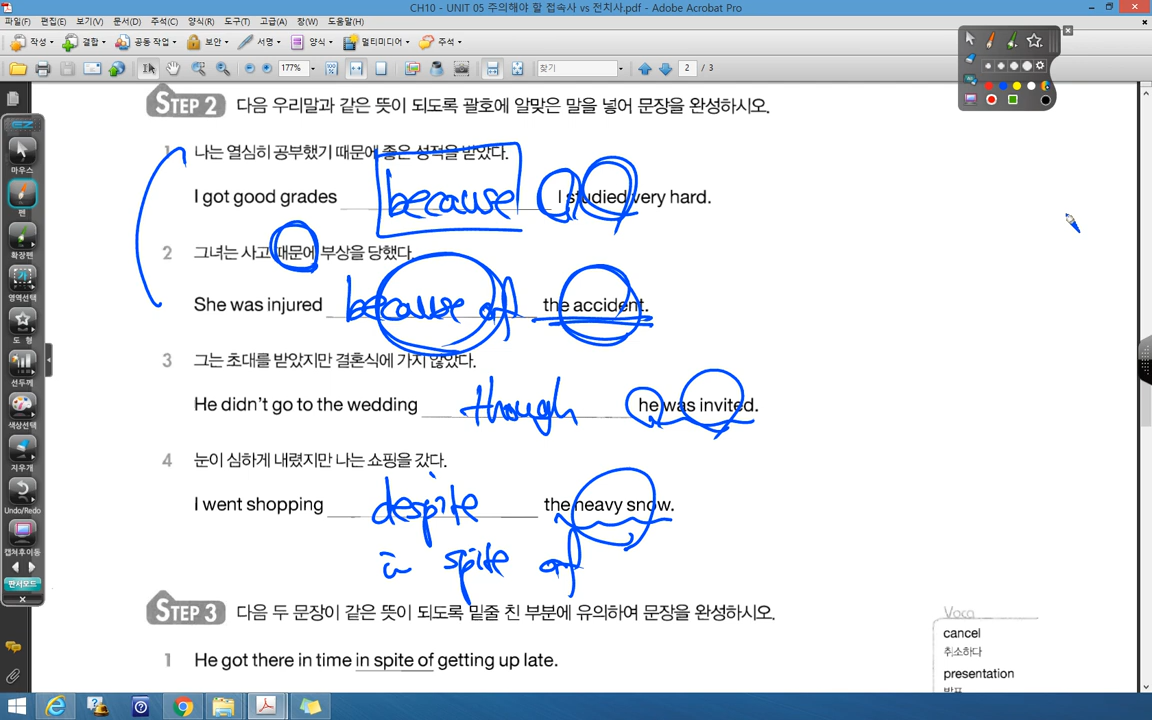 CH10 - UNIT 05 주의해야 할 접속사 vs 전치사.pdf - Adobe Acrobat Pro
파일(F) 편집(E) 보기(V) 문서(D) 주석(C) 양식(R) 도구(T) 고급(A) 창(W) 도움말(H)
작성 결합 공동 작업 보안 서명 양식 멀티미디어 주석
177% 찾기 2 / 3
STEP 2 다음 우리말과 같은 뜻이 되도록 괄호에 알맞은 말을 넣어 문장을 완성하시오.
1 나는 열심히 공부했기 때문에 좋은 성적을 받았다.
I got good grades because I studied very hard.
2 그녀는 사고 때문에 부상을 당했다.
She was injured because of the accident.
3 그는 초대를 받았지만 결혼식에 가지 않았다.
He didn't go to the wedding though he was invited.
4 눈이 심하게 내렸지만 나는 쇼핑을 갔다.
I went shopping despite the heavy snow.
in spite of
STEP 3 다음 두 문장이 같은 뜻이 되도록 밑줄 친 부분에 유의하여 문장을 완성하시오.
1 He got there in time in spite of getting up late.
Voca
cancel
취소하다
presentation
발표
EZ
마우스
펜
확장펜
영역선택
도 형
선두께
색상선택
지우개
Undo/Redo
캡쳐후이동
판서모드